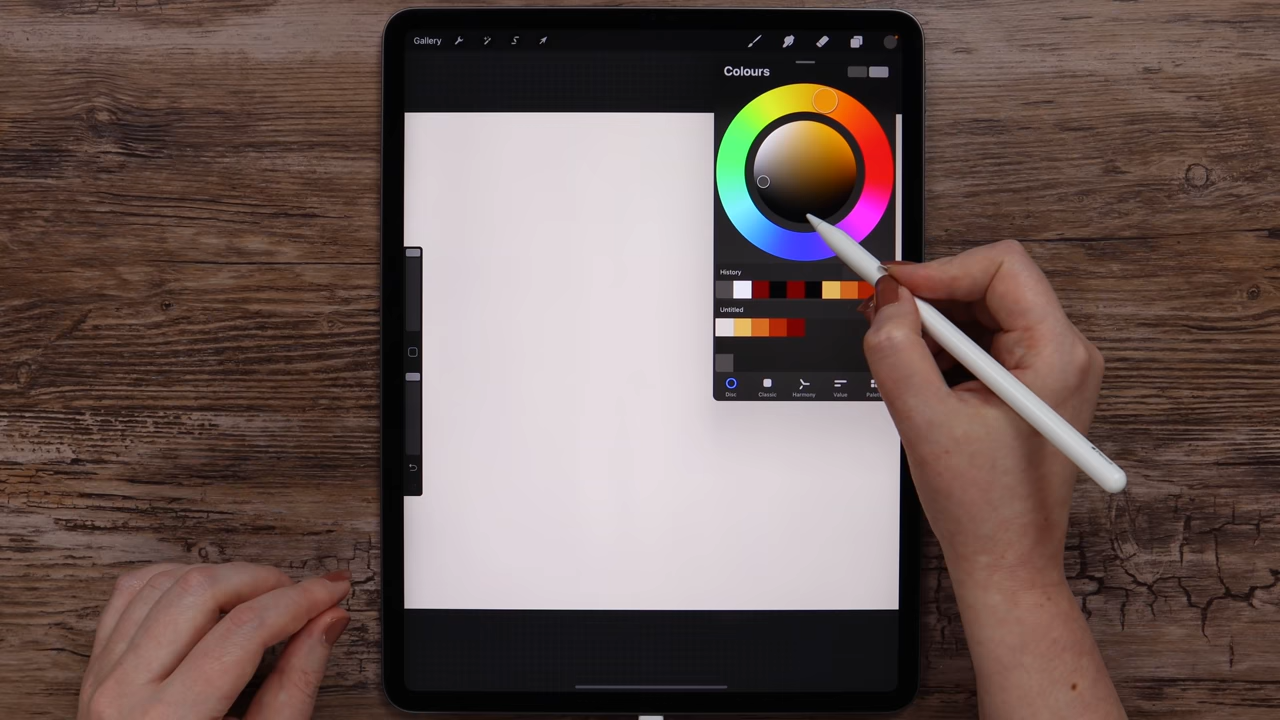 Gallery
Colours
History
Untitled
Disc Classic Harmony Value